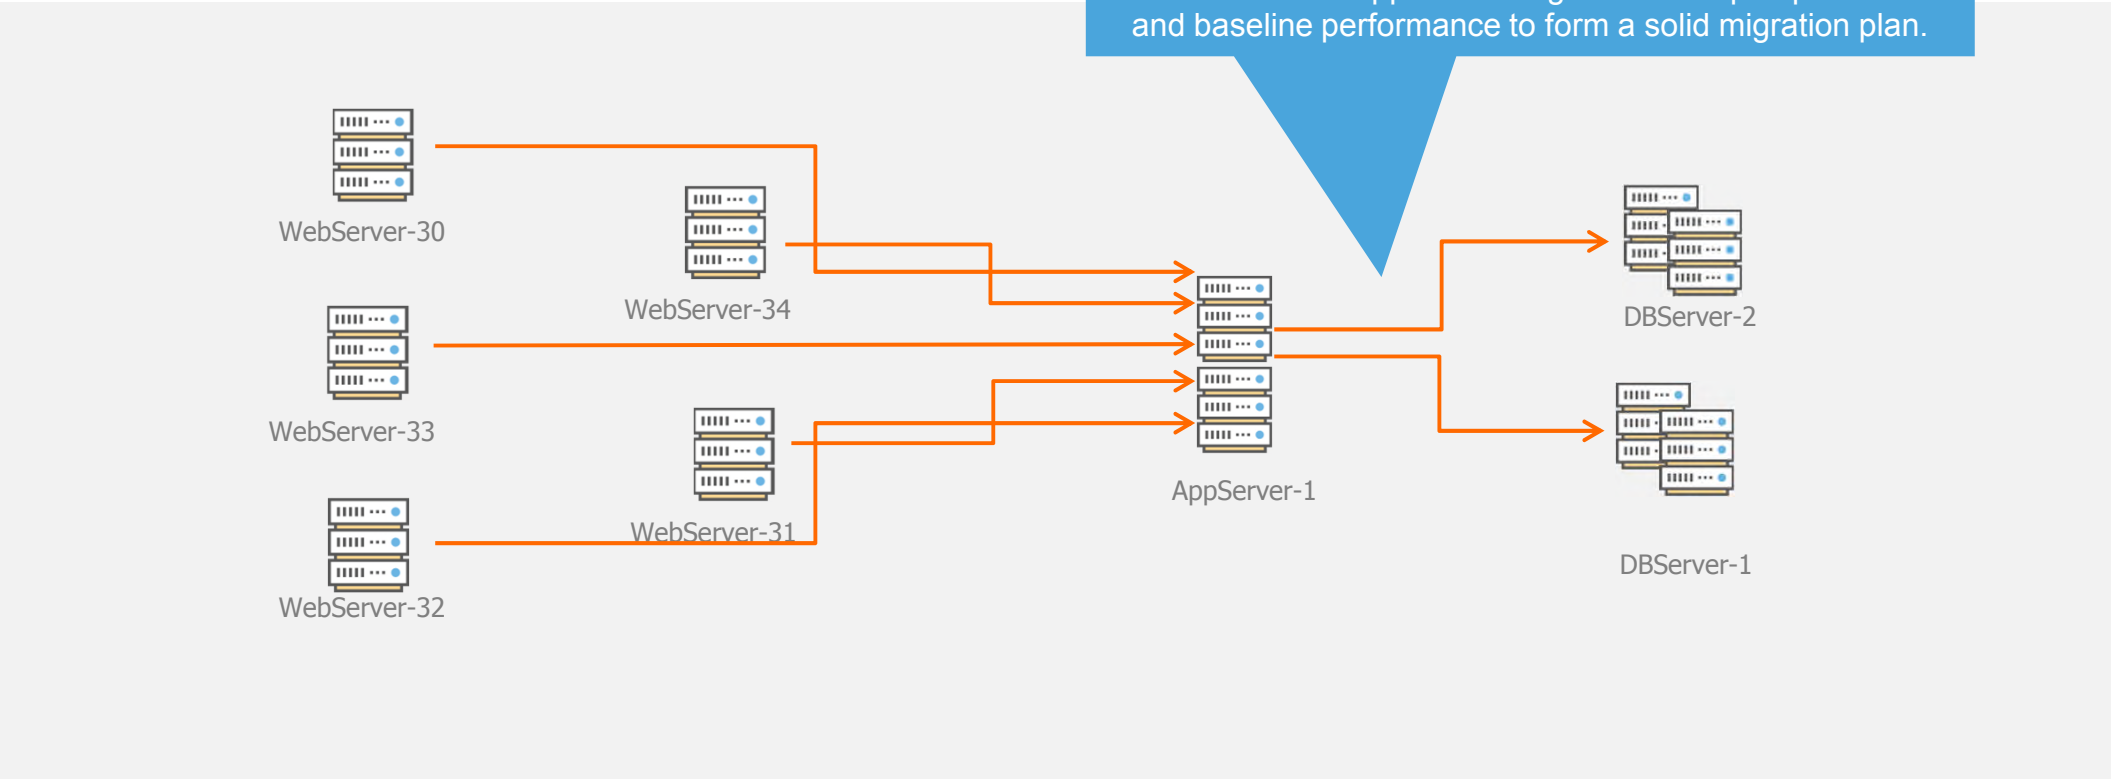 and baseline performance to form a solid migration plan.
WebServer-30
WebServer-34
DBServer-2
WebServer-33
AppServer-1
WebServer-31
DBServer-1
WebServer-32